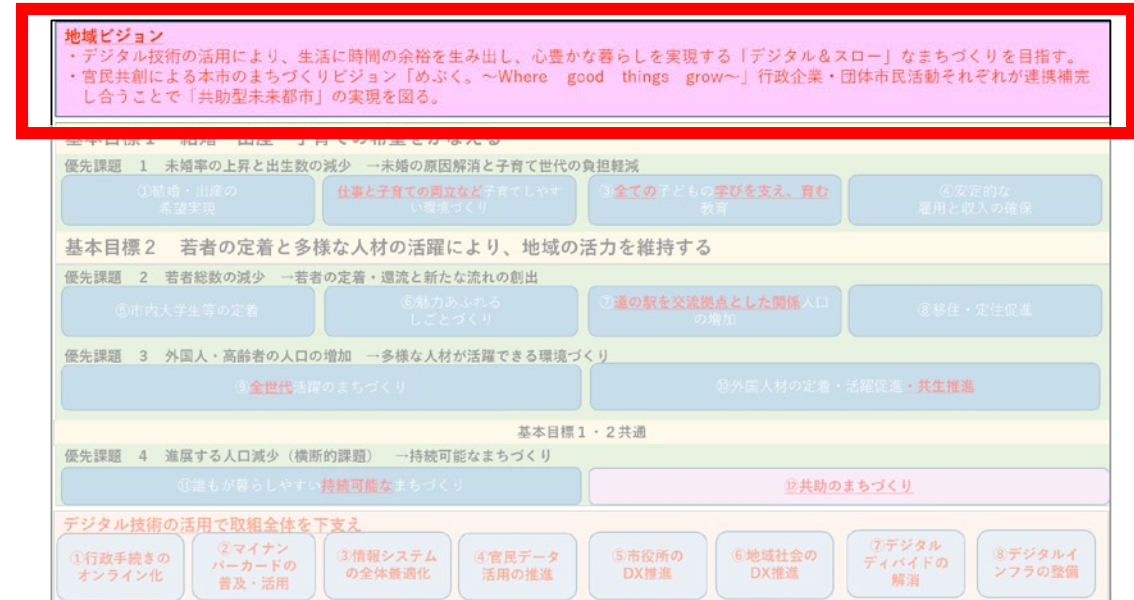 地域ビジョン
・デジタル技術の活用により、生活に時間の余裕を生み出し、心豊かな暮らしを実現する「デジタル＆スロー」なまちづくりを目指す。
・官民共創による本市のまちづくりビジョン「めぶく。～Where good things grow～」行政企業・団体市民活動それぞれが連携補完
し合うことで「共助型未来都市」の実現を図る。
基本目標１ 結婚・出産・子育ての希望をかなえる
優先課題 1 未婚率の上昇と出生数の減少 →未婚の原因解消と子育て世代の負担軽減
①結婚・出産の
希望実現
仕事と子育ての両立など子育てしやす
い環境づくり
③全ての子どもの学びを支え、育む
教育
④安定的な
雇用と収入の確保
基本目標２ 若者の定着と多様な人材の活躍により、地域の活力を維持する
優先課題 2 若者総数の減少 →若者の定着・還流と新たな流れの創出
⑤市内大学生等の定着
⑥魅力あふれる
しごとづくり
⑦道の駅を交流拠点とした関係人口
の増加
⑧移住・定住促進
優先課題 3 外国人・高齢者の人口の増加 →多様な人材が活躍できる環境づくり
⑨全世代活躍のまちづくり
⑩外国人材の定着・活躍促進・共生推進
基本目標１・２共通
優先課題 4 進展する人口減少（横断的課題） →持続可能なまちづくり
⑪誰もが暮らしやすい持続可能なまちづくり
⑫共助のまちづくり
デジタル技術の活用で取組全体を下支え
①行政手続きの
オンライン化
②マイナン
バーカードの
普及・活用
③情報システム
の全体最適化
④官民データ
活用の推進
⑤市役所の
DX推進
⑥地域社会の
DX推進
⑦デジタル
ディバイドの
解消
⑧デジタルイ
ンフラの整備